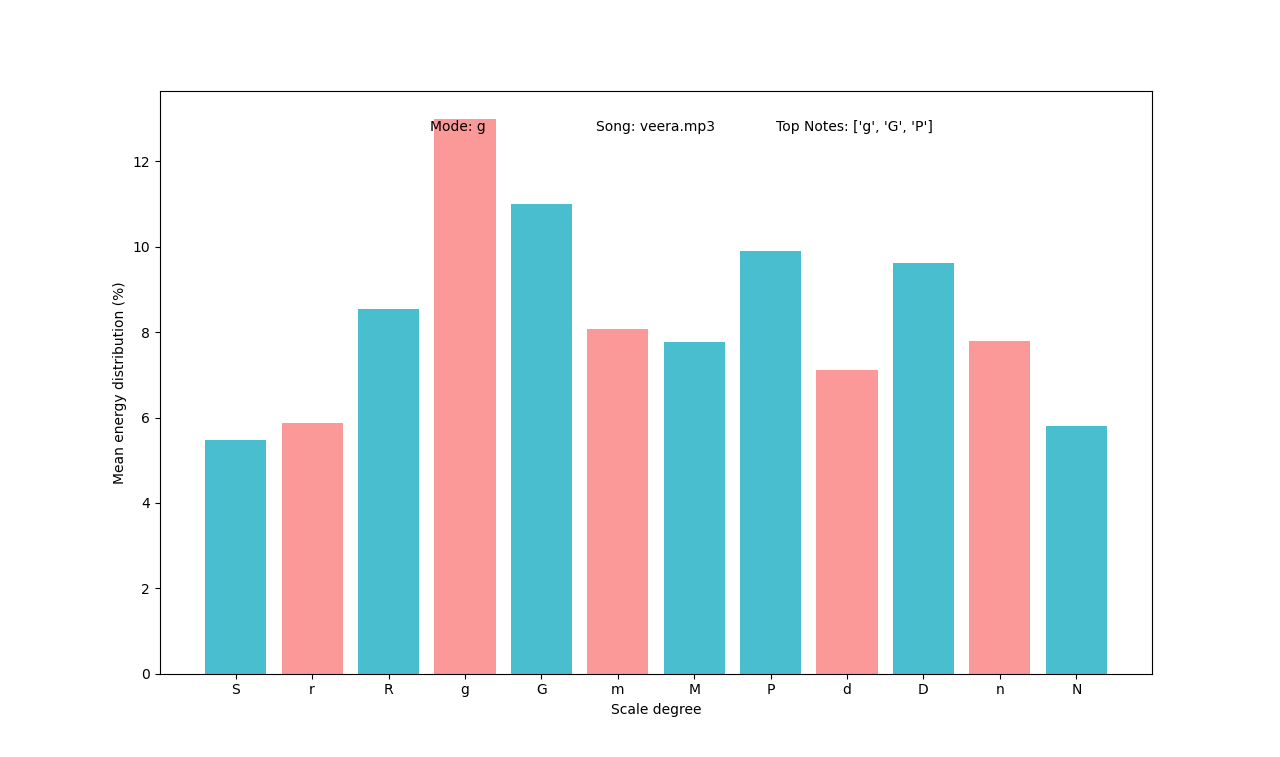 Mode: g Song: veera.mp3 Top Notes: ['g', 'G', 'P']
12
10
8
6
4
2
0
Mean energy distribution (%)
S r R g G m M P d D n N
Scale degree